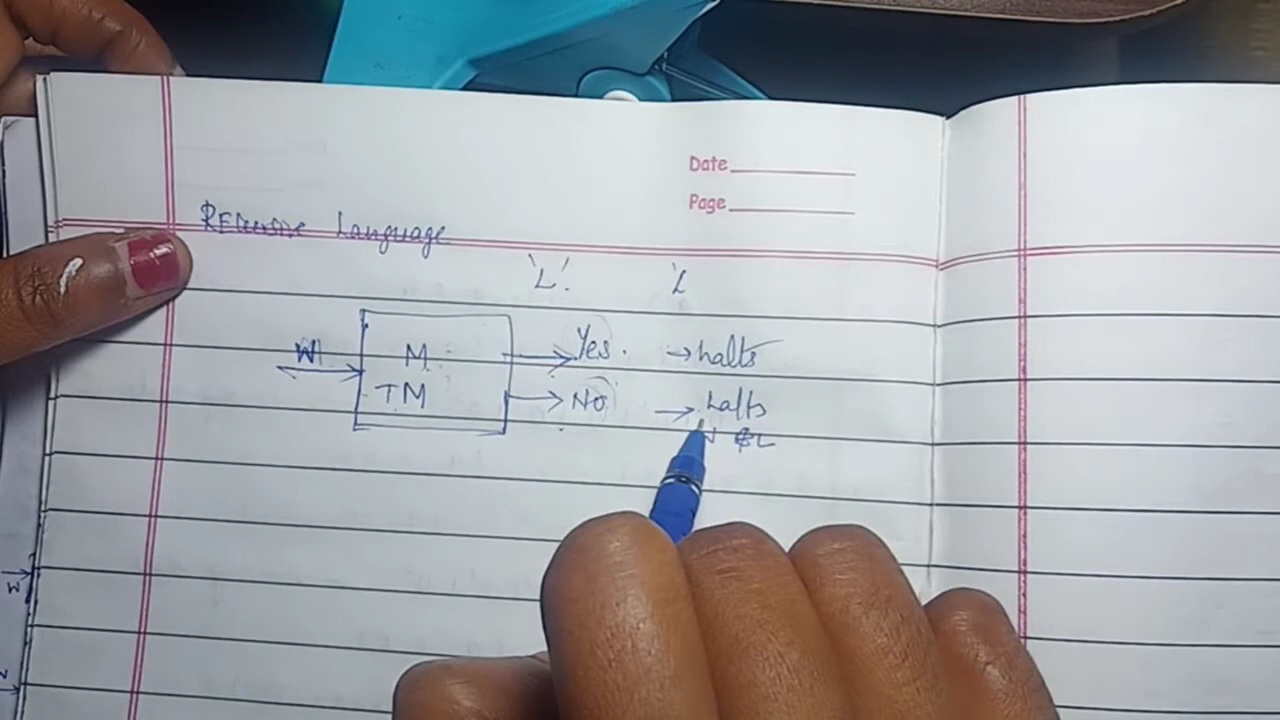 Date
Page
RECursive Language
'L'. 'L
W M Yes. →halts
TM No → halts
∉L